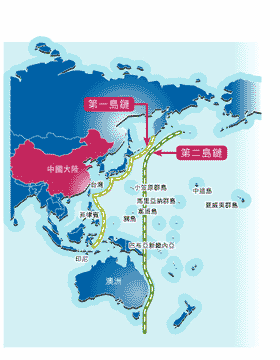 第一島鏈
第二島鏈
中國大陸
台灣
小笠原群島
中途島
馬里亞納群島
夏威夷群島
菲律賓
塞班島
關島
巴布亞新幾內亞
印尼
澳洲